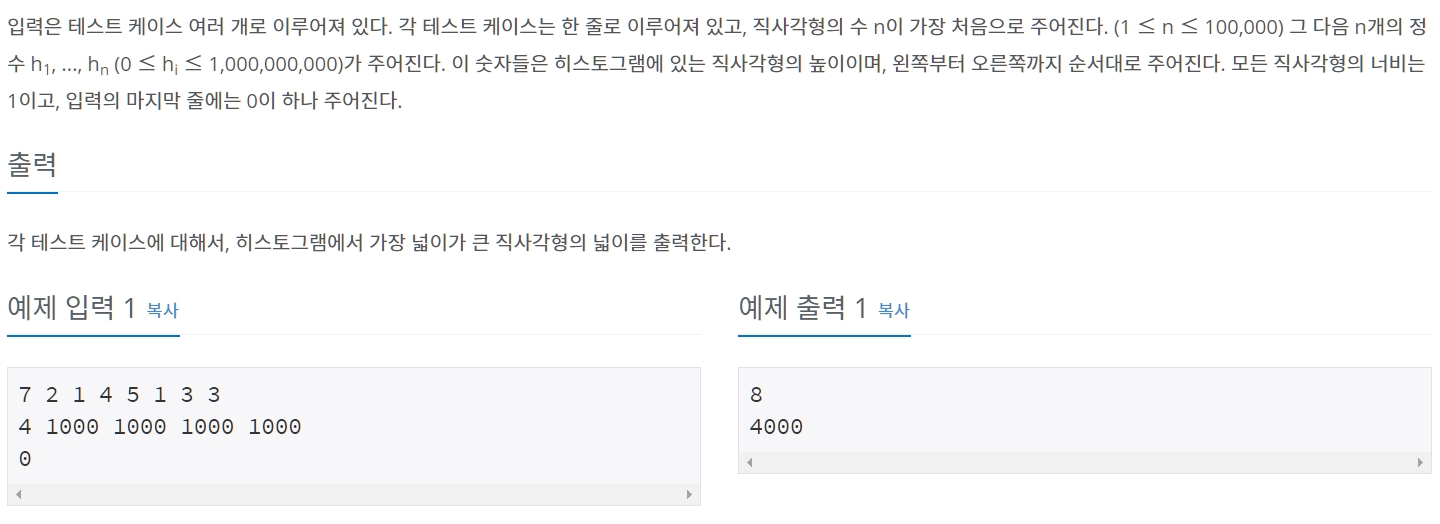 입력은 테스트 케이스 여러 개로 이루어져 있다. 각 테스트 케이스는 한 줄로 이루어져 있고, 직사각형의 수 n이 가장 처음으로 주어진다. (1 ≤ n ≤ 100,000) 그 다음 n개의 정
수 h1, ..., hn (0 ≤ hi ≤ 1,000,000,000)가 주어진다. 이 숫자들은 히스토그램에 있는 직사각형의 높이이며, 왼쪽부터 오른쪽까지 순서대로 주어진다. 모든 직사각형의 너비는
1이고, 입력의 마지막 줄에는 0이 하나 주어진다.
출력
각 테스트 케이스에 대해서, 히스토그램에서 가장 넓이가 큰 직사각형의 넓이를 출력한다.
예제 입력 1 복사
7 2 1 4 5 1 3 3
4 1000 1000 1000 1000
0
예제 출력 1 복사
8
4000